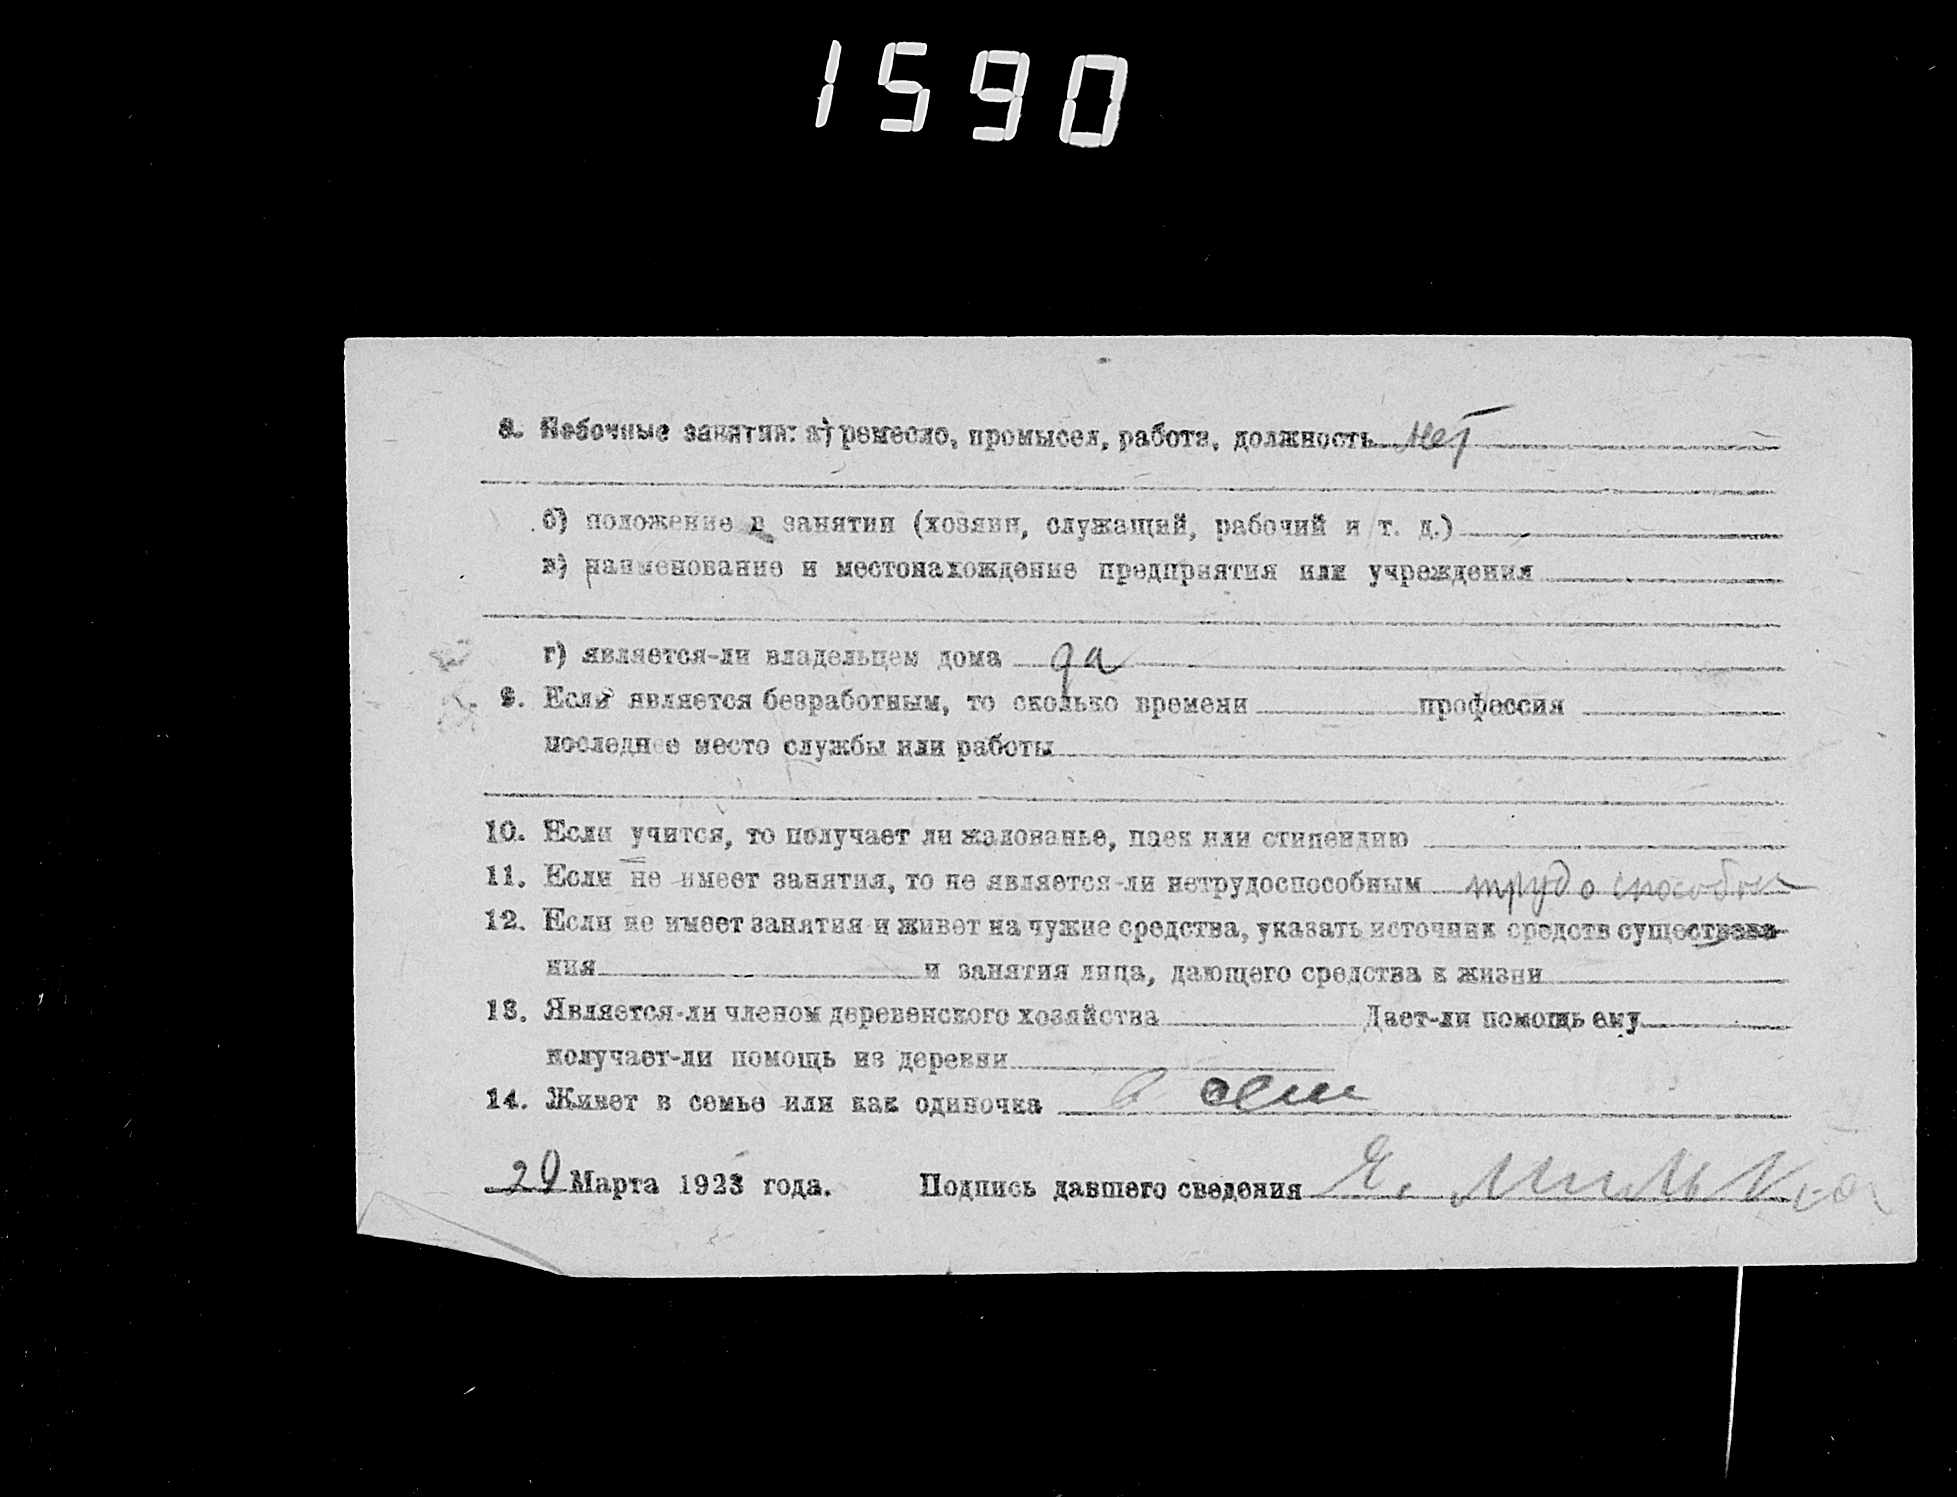 1590
8. Побочные занятия: а) ремесло, промысел, работа, должность нет
б) положение в занятии (хозяин, служащий, рабочий и т. д.)
в) наименование и местонахождение предприятия или учреждения
г) является-ли владельцем дома да
9. Если является безработным, то сколько времени профессия
последнее место службы или работы
10. Если учится, то получает ли жалованье, паек или стипендию
11. Если не имеет занятия, то не является-ли нетрудоспособным трудоспособен
12. Если не имеет занятия и живет на чужие средства, указать источник средств существова-
ния и занятия лица, дающего средства к жизни
13. Является-ли членом деревенского хозяйства Дает-ли помощь ему
получает-ли помощь из деревни
14. Живет в семье или как одиночка в семи
29 Марта 1923 года. Подпись давшего сведения